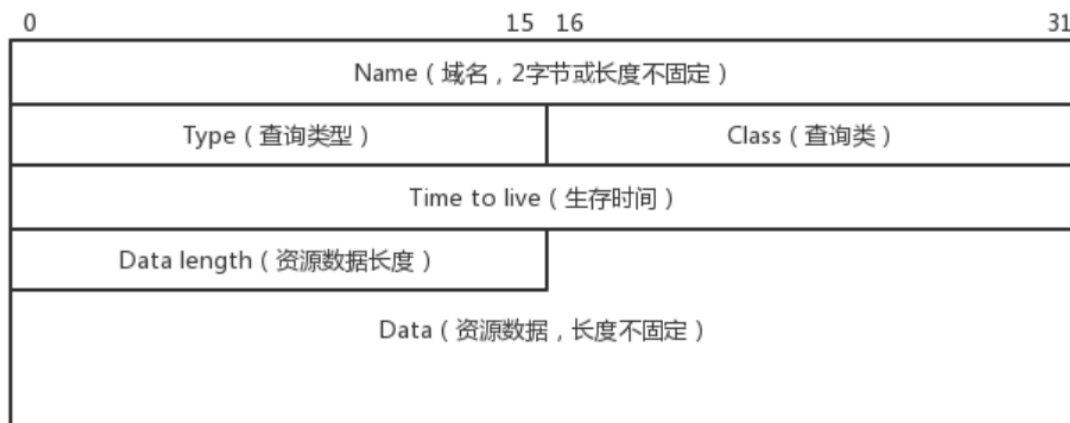 0 15 16 31
Name（域名，2字节或长度不固定）
Type（查询类型） Class（查询类）
Time to live（生存时间）
Data length（资源数据长度）
Data（资源数据，长度不固定）